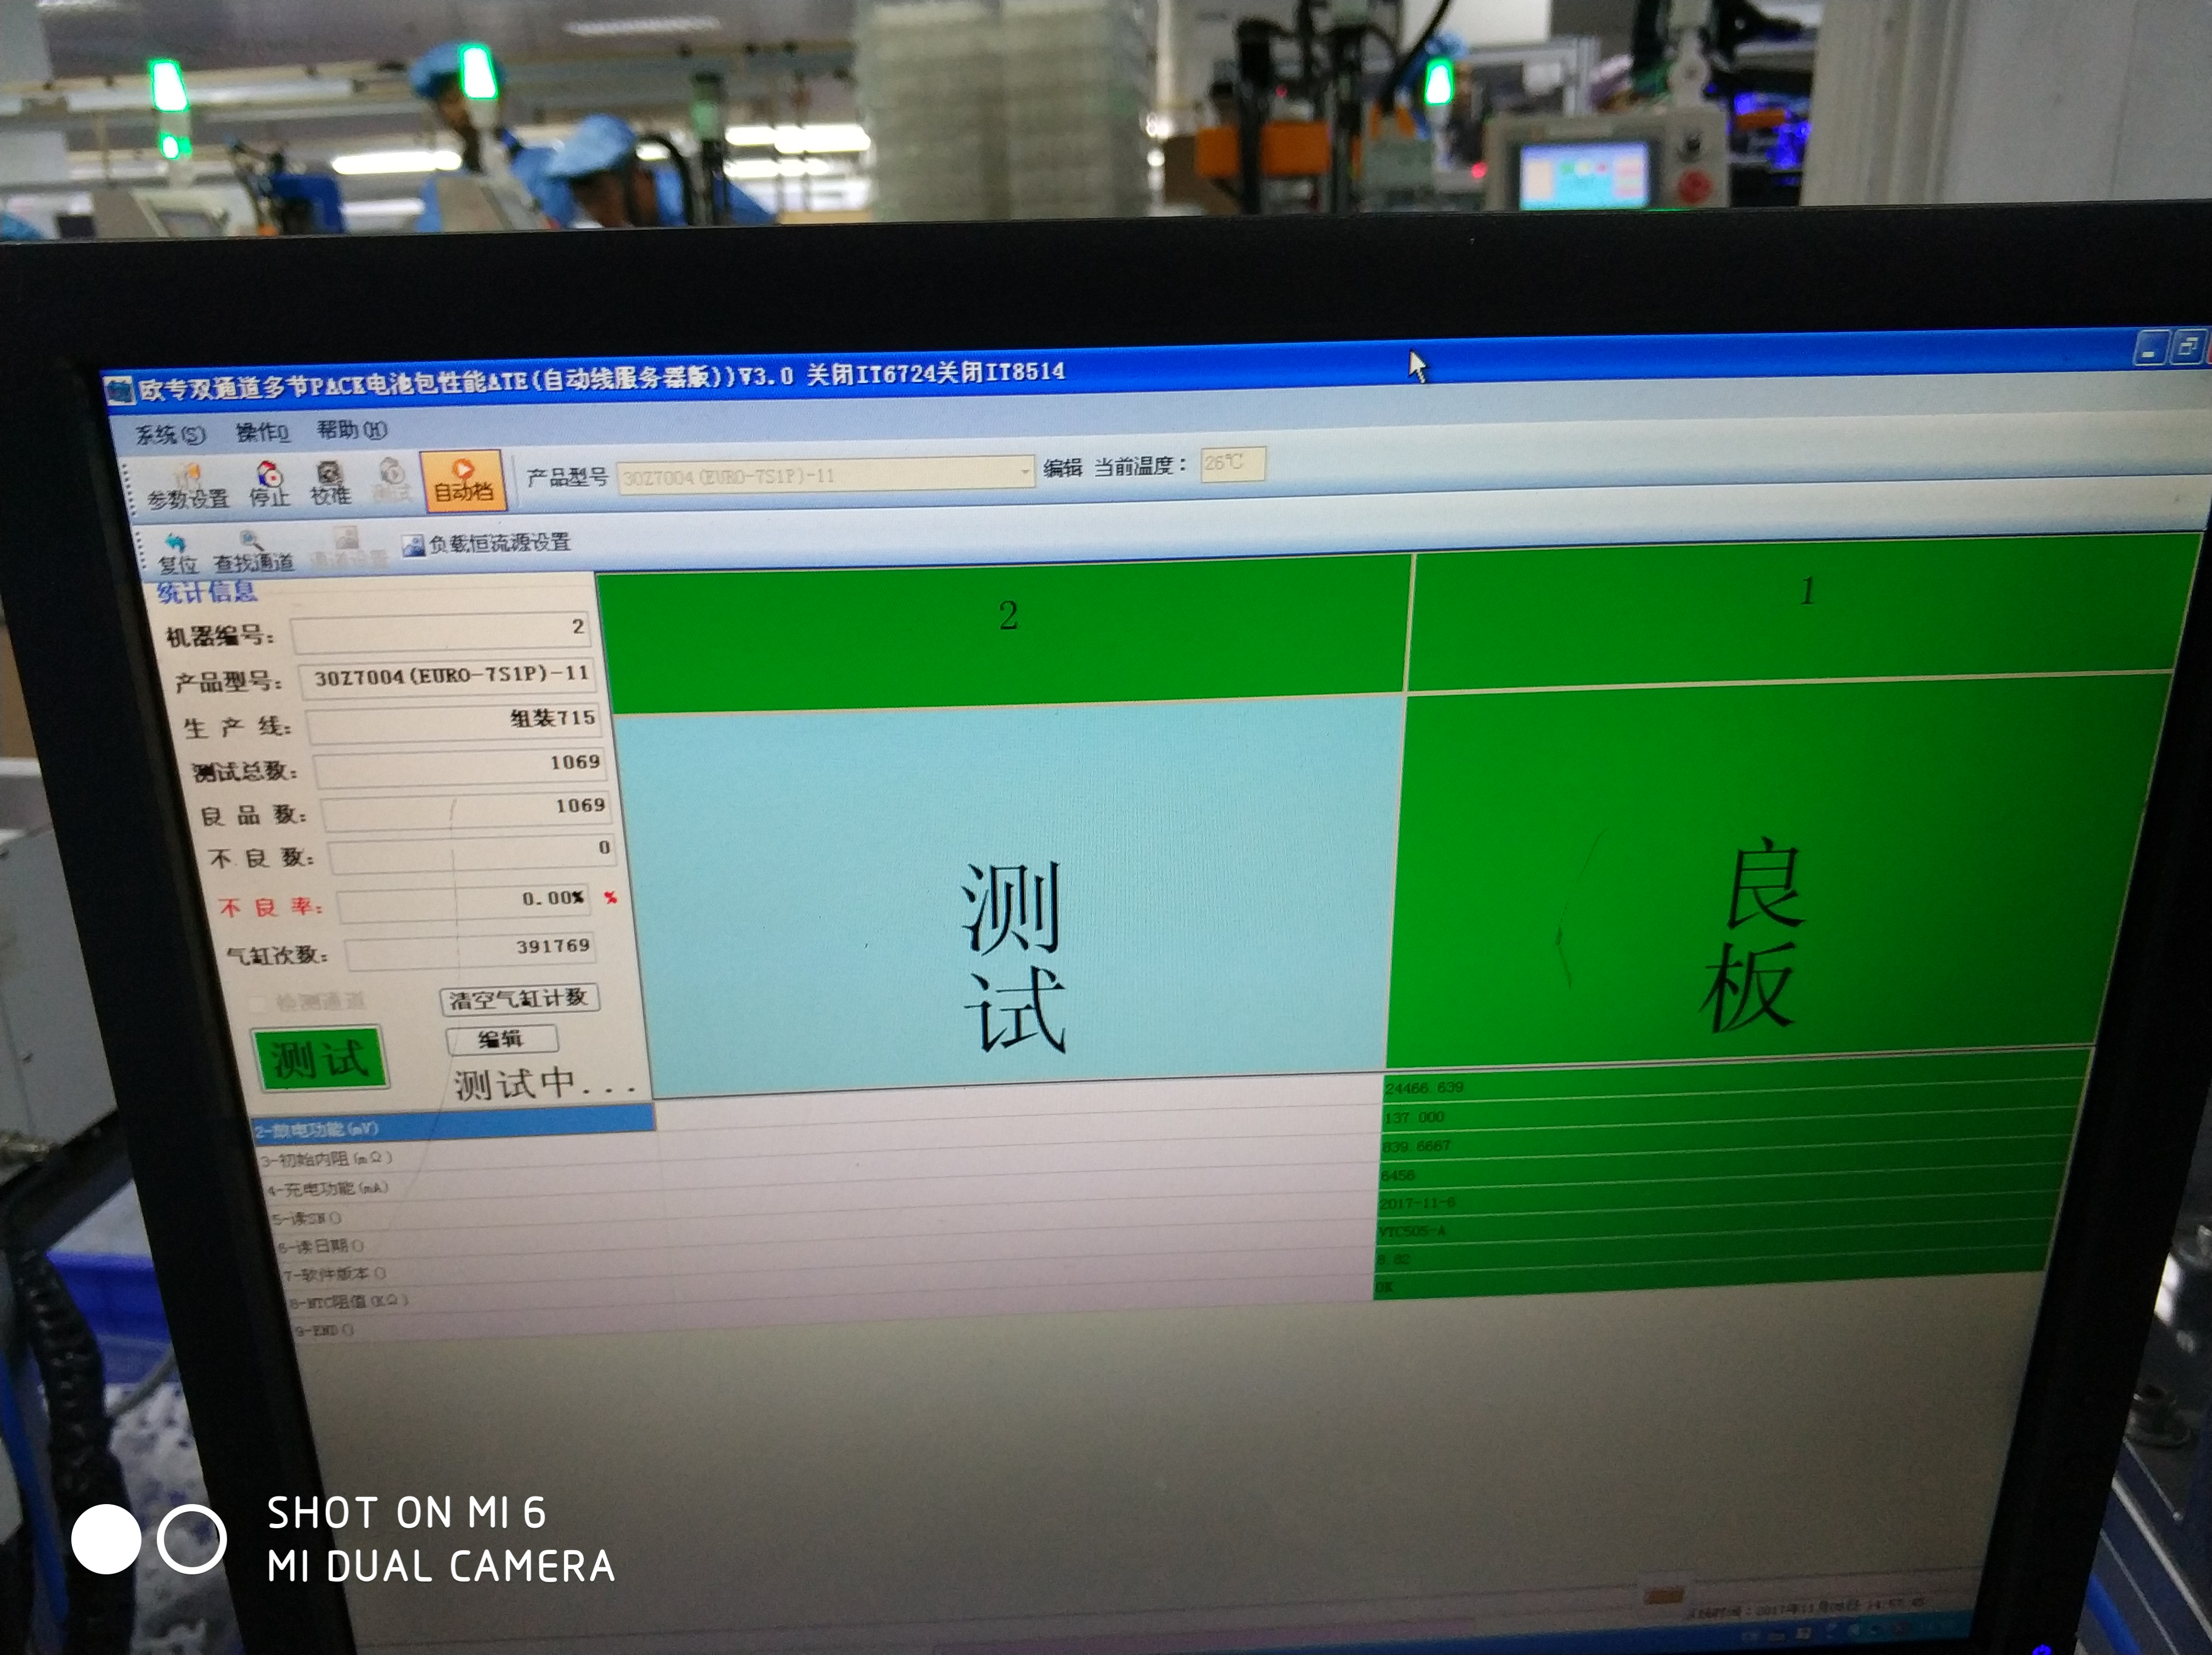 欧专双通道多节PACK电池包性能ATE(自动线服务器版))V3.0 关闭IT6724关闭IT8514
系统(S) 操作O 帮助(H)
参数设置 停止 校准 测试 自动档 产品型号 30Z7004(EURO-7S1P)-11 编辑 当前温度: 26℃
复位 查找通道 通道设置 负载恒流源设置
统计信息
机器编号: 2
产品型号: 30Z7004(EURO-7S1P)-11
生产线: 组装715
测试总数: 1069
良品数: 1069
不良数: 0
不良率: 0.00% %
气缸次数: 391769
检测通道 清空气缸计数
测试 编辑
测试中...
2 1
测试 良板
2-放电功能(mV) 24466.639
3-初始内阻(mΩ) 137.000
4-充电功能(mA) 839.6667
5-读SN() 6456
6-读日期() 2017-11-6
7-软件版本() VTC505-A
8-NTC阻值(KΩ)
9-END() OK
SHOT ON MI 6
MI DUAL CAMERA